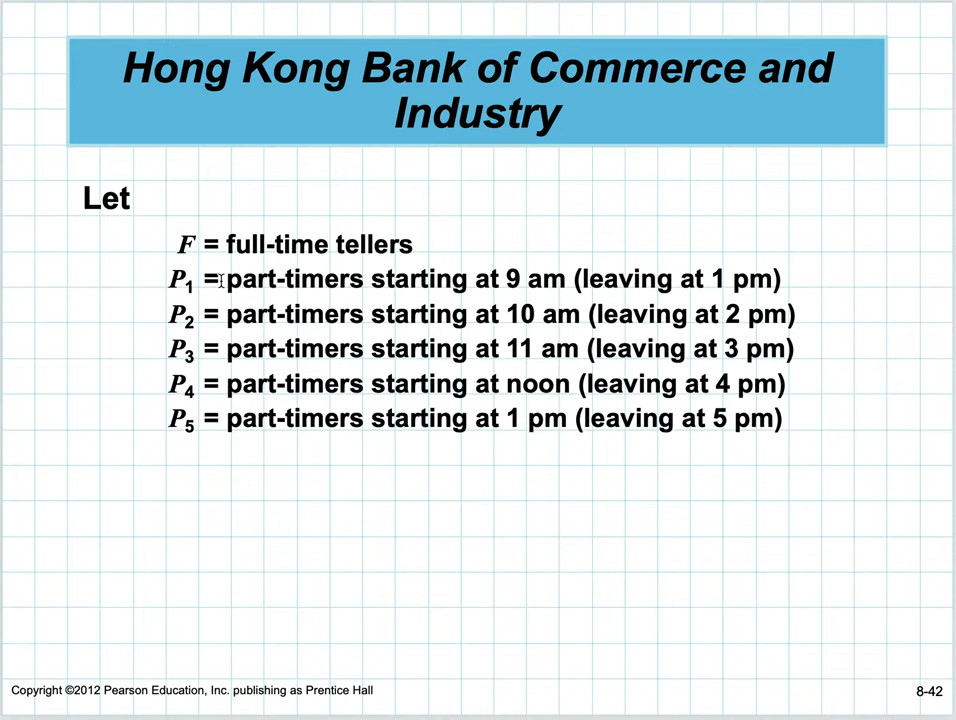 Hong Kong Bank of Commerce and
Industry
Let
F = full-time tellers
P1 = part-timers starting at 9 am (leaving at 1 pm)
P2 = part-timers starting at 10 am (leaving at 2 pm)
P3 = part-timers starting at 11 am (leaving at 3 pm)
P4 = part-timers starting at noon (leaving at 4 pm)
P5 = part-timers starting at 1 pm (leaving at 5 pm)
Copyright ©2012 Pearson Education, Inc. publishing as Prentice Hall
8-42